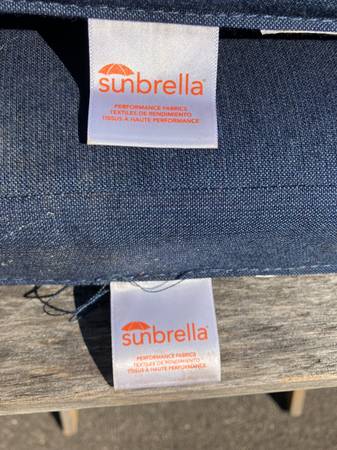 sunbrella®
PERFORMANCE FABRICS
TEXTILES DE RENDIMIENTO
TISSUS À HAUTE PERFORMANCE
sunbrella®
PERFORMANCE FABRICS
TEXTILES DE RENDIMIENTO
TISSUS À HAUTE PERFORMANCE